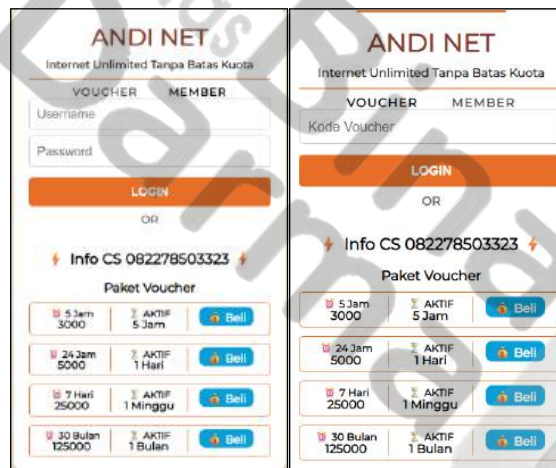 ANDI NET
Internet Unlimited Tanpa Batas Kuota
VOUCHER MEMBER
Username
Password
LOGIN
OR
Info CS 082278503323
Paket Voucher
5 Jam AKTIF Beli
3000 5 Jam
24 Jam AKTIF Beli
5000 1 Hari
7 Hari AKTIF Beli
25000 1 Minggu
30 Bulan AKTIF Beli
125000 1 Bulan
ANDI NET
Internet Unlimited Tanpa Batas Kuota
VOUCHER MEMBER
Kode Voucher
LOGIN
OR
Info CS 082278503323
Paket Voucher
5 Jam AKTIF Beli
3000 5 Jam
24 Jam AKTIF Beli
5000 1 Hari
7 Hari AKTIF Beli
25000 1 Minggu
30 Bulan AKTIF Beli
125000 1 Bulan
Bina
Darma